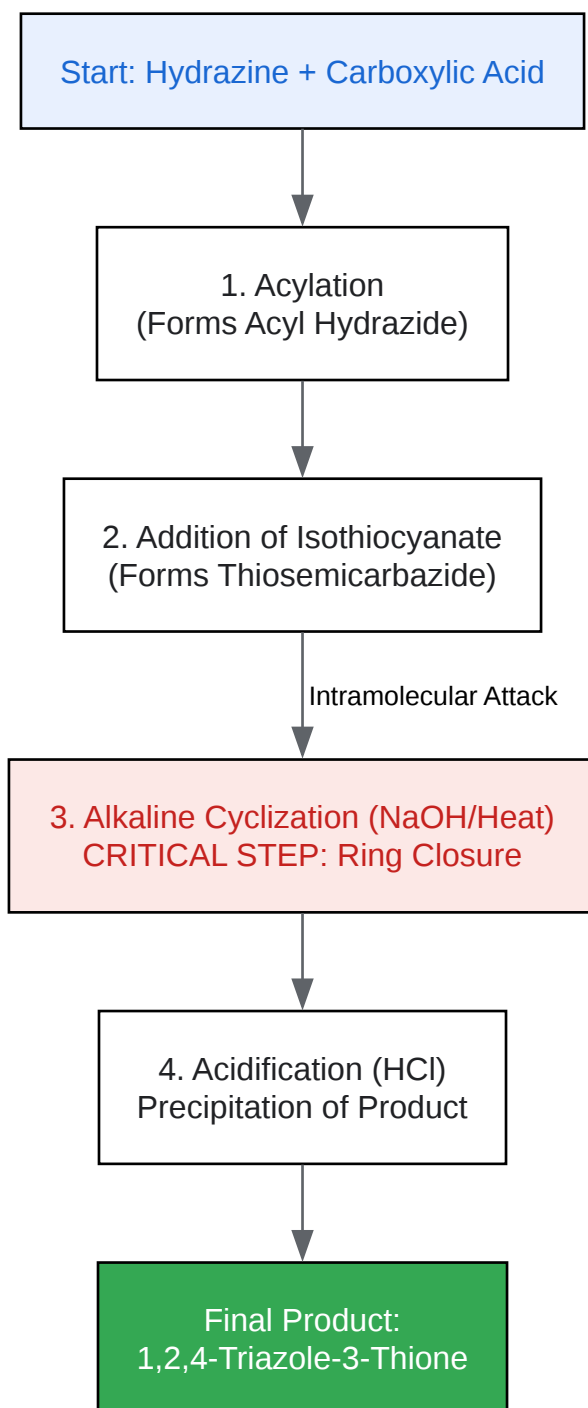 Start: Hydrazine + Carboxylic Acid
1. Acylation
(Forms Acyl Hydrazide)
2. Addition of Isothiocyanate
(Forms Thiosemicarbazide)
Intramolecular Attack
3. Alkaline Cyclization (NaOH/Heat)
CRITICAL STEP: Ring Closure
4. Acidification (HCl)
Precipitation of Product
Final Product:
1,2,4-Triazole-3-Thione